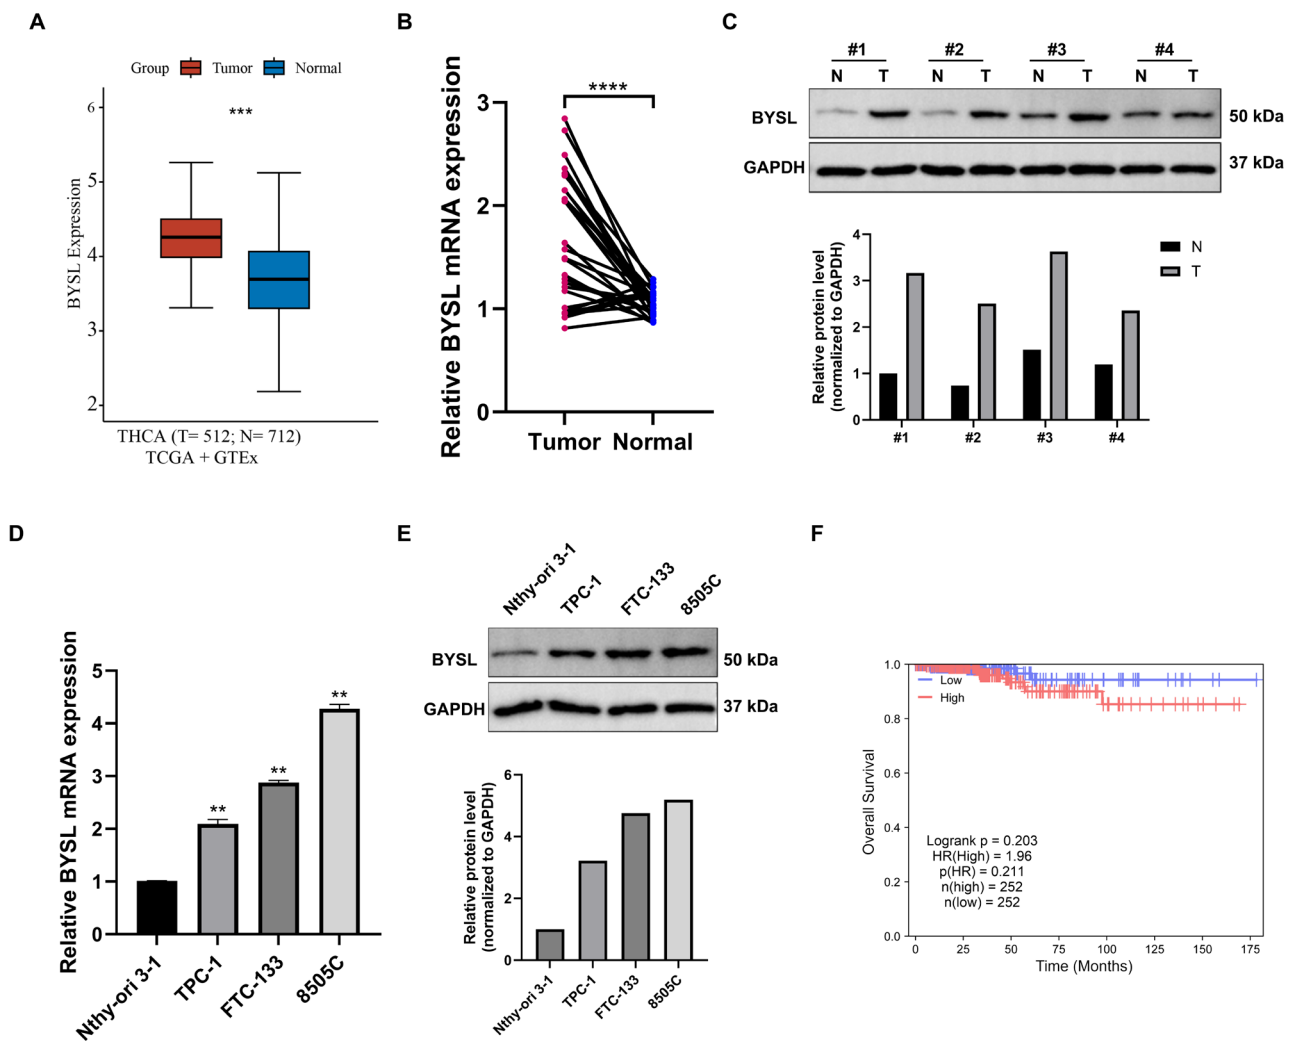 A
Group Tumor Normal
***
BYSL Expression
6
5
4
3
2
THCA (T= 512; N= 712)
TCGA + GTEx
B
Relative BYSL mRNA expression
****
3
2
1
0
Tumor Normal
C
#1 #2 #3 #4
N T N T N T N T
BYSL 50 kDa
GAPDH 37 kDa
Relative protein level
(normalized to GAPDH)
4
3
2
1
0
N
T
#1 #2 #3 #4
D
Relative BYSL mRNA expression
5
4
3
2
1
0
** ** **
Nthy-ori 3-1 TPC-1 FTC-133 8505C
E
Nthy-ori 3-1 TPC-1 FTC-133 8505C
BYSL 50 kDa
GAPDH 37 kDa
Relative protein level
(normalized to GAPDH)
6
4
2
0
Nthy-ori 3-1 TPC-1 FTC-133 8505C
F
Overall Survival
1.0
0.8
0.6
0.4
0.2
0.0
Low
High
Logrank p = 0.203
HR(High) = 1.96
p(HR) = 0.211
n(high) = 252
n(low) = 252
0 25 50 75 100 125 150 175
Time (Months)